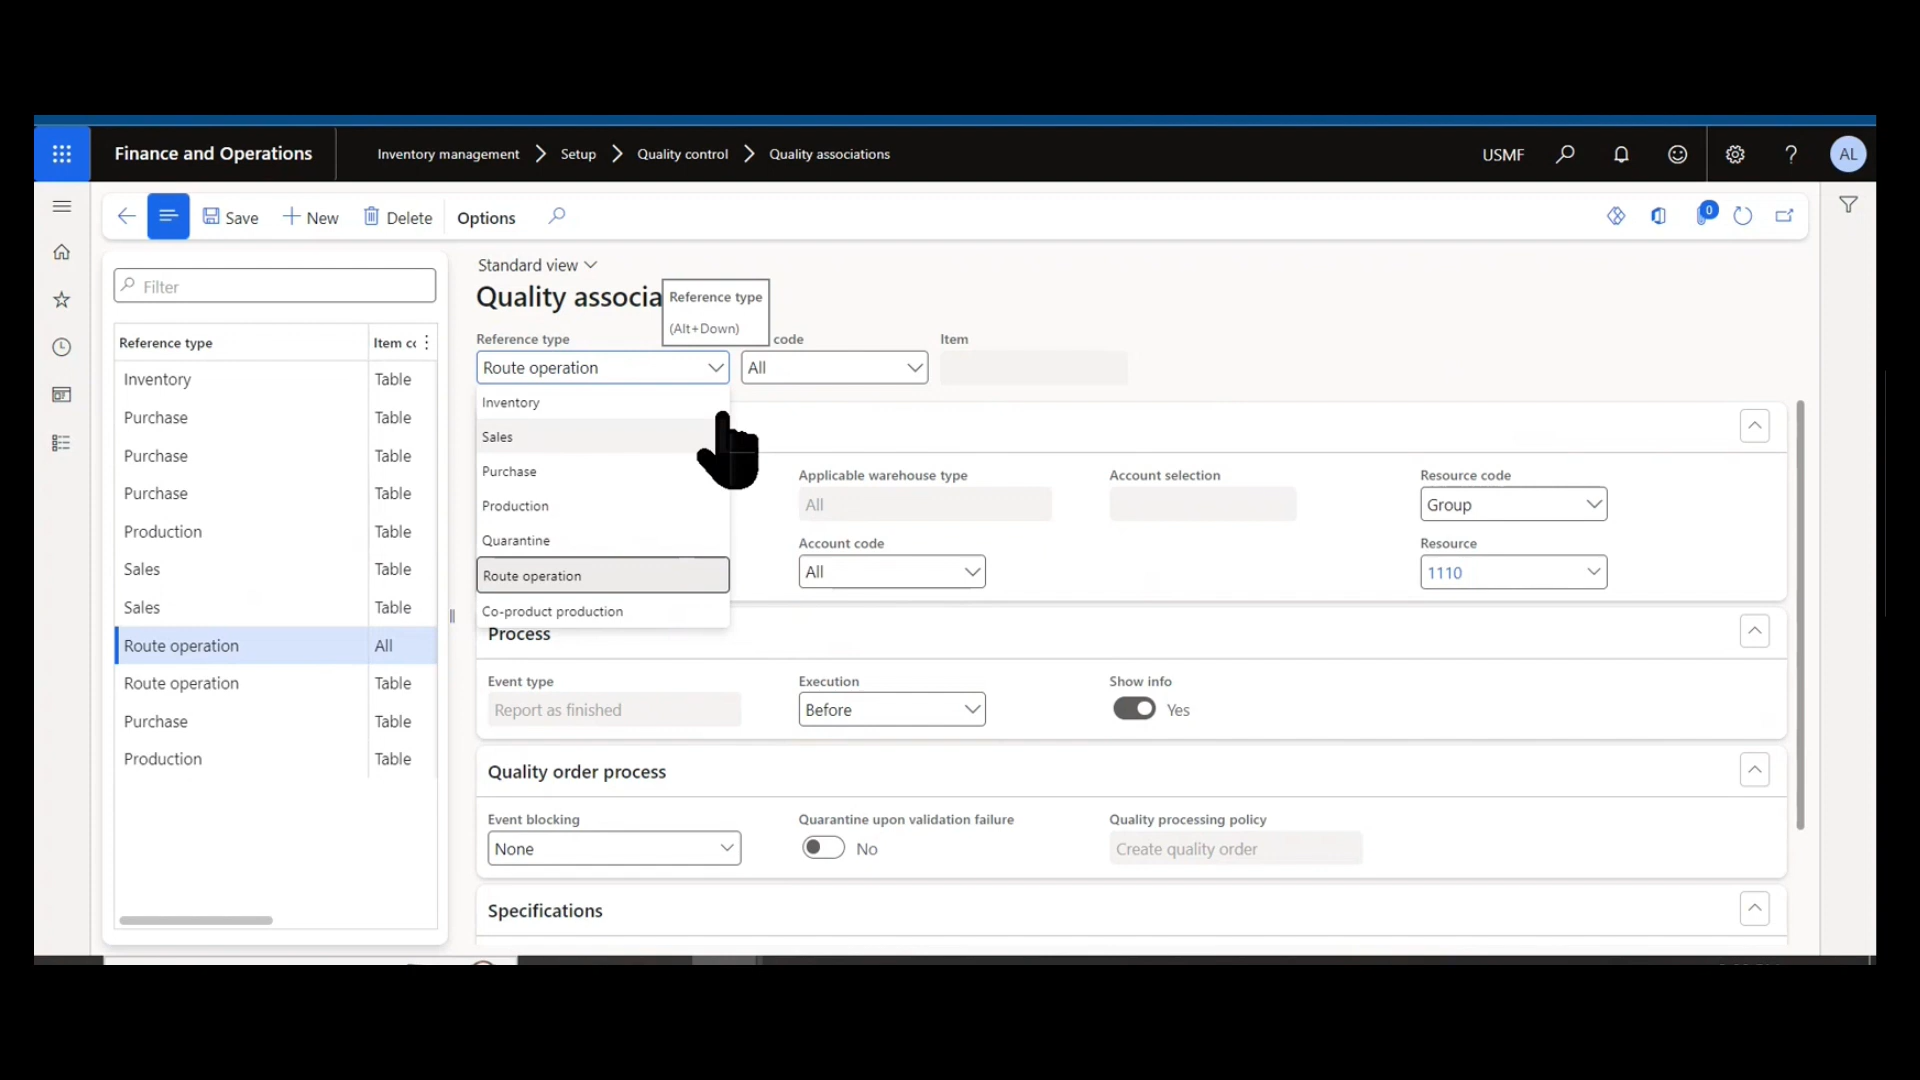 Finance and Operations
Inventory management Setup Quality control Quality associations
USMF
AL
Save New Delete Options
0
Filter
Reference type Item cc
Inventory Table
Purchase Table
Purchase Table
Purchase Table
Production Table
Sales Table
Sales Table
Route operation All
Route operation Table
Purchase Table
Production Table
Standard view
Quality associa
Reference type
(Alt+Down)
Reference type code Item
Route operation All
Inventory
Sales
Purchase
Production
Quarantine
Route operation
Co-product production
Applicable warehouse type Account selection Resource code
All Group
Account code Resource
All 1110
Process
Event type Execution Show info
Report as finished Before Yes
Quality order process
Event blocking Quarantine upon validation failure Quality processing policy
None No Create quality order
Specifications